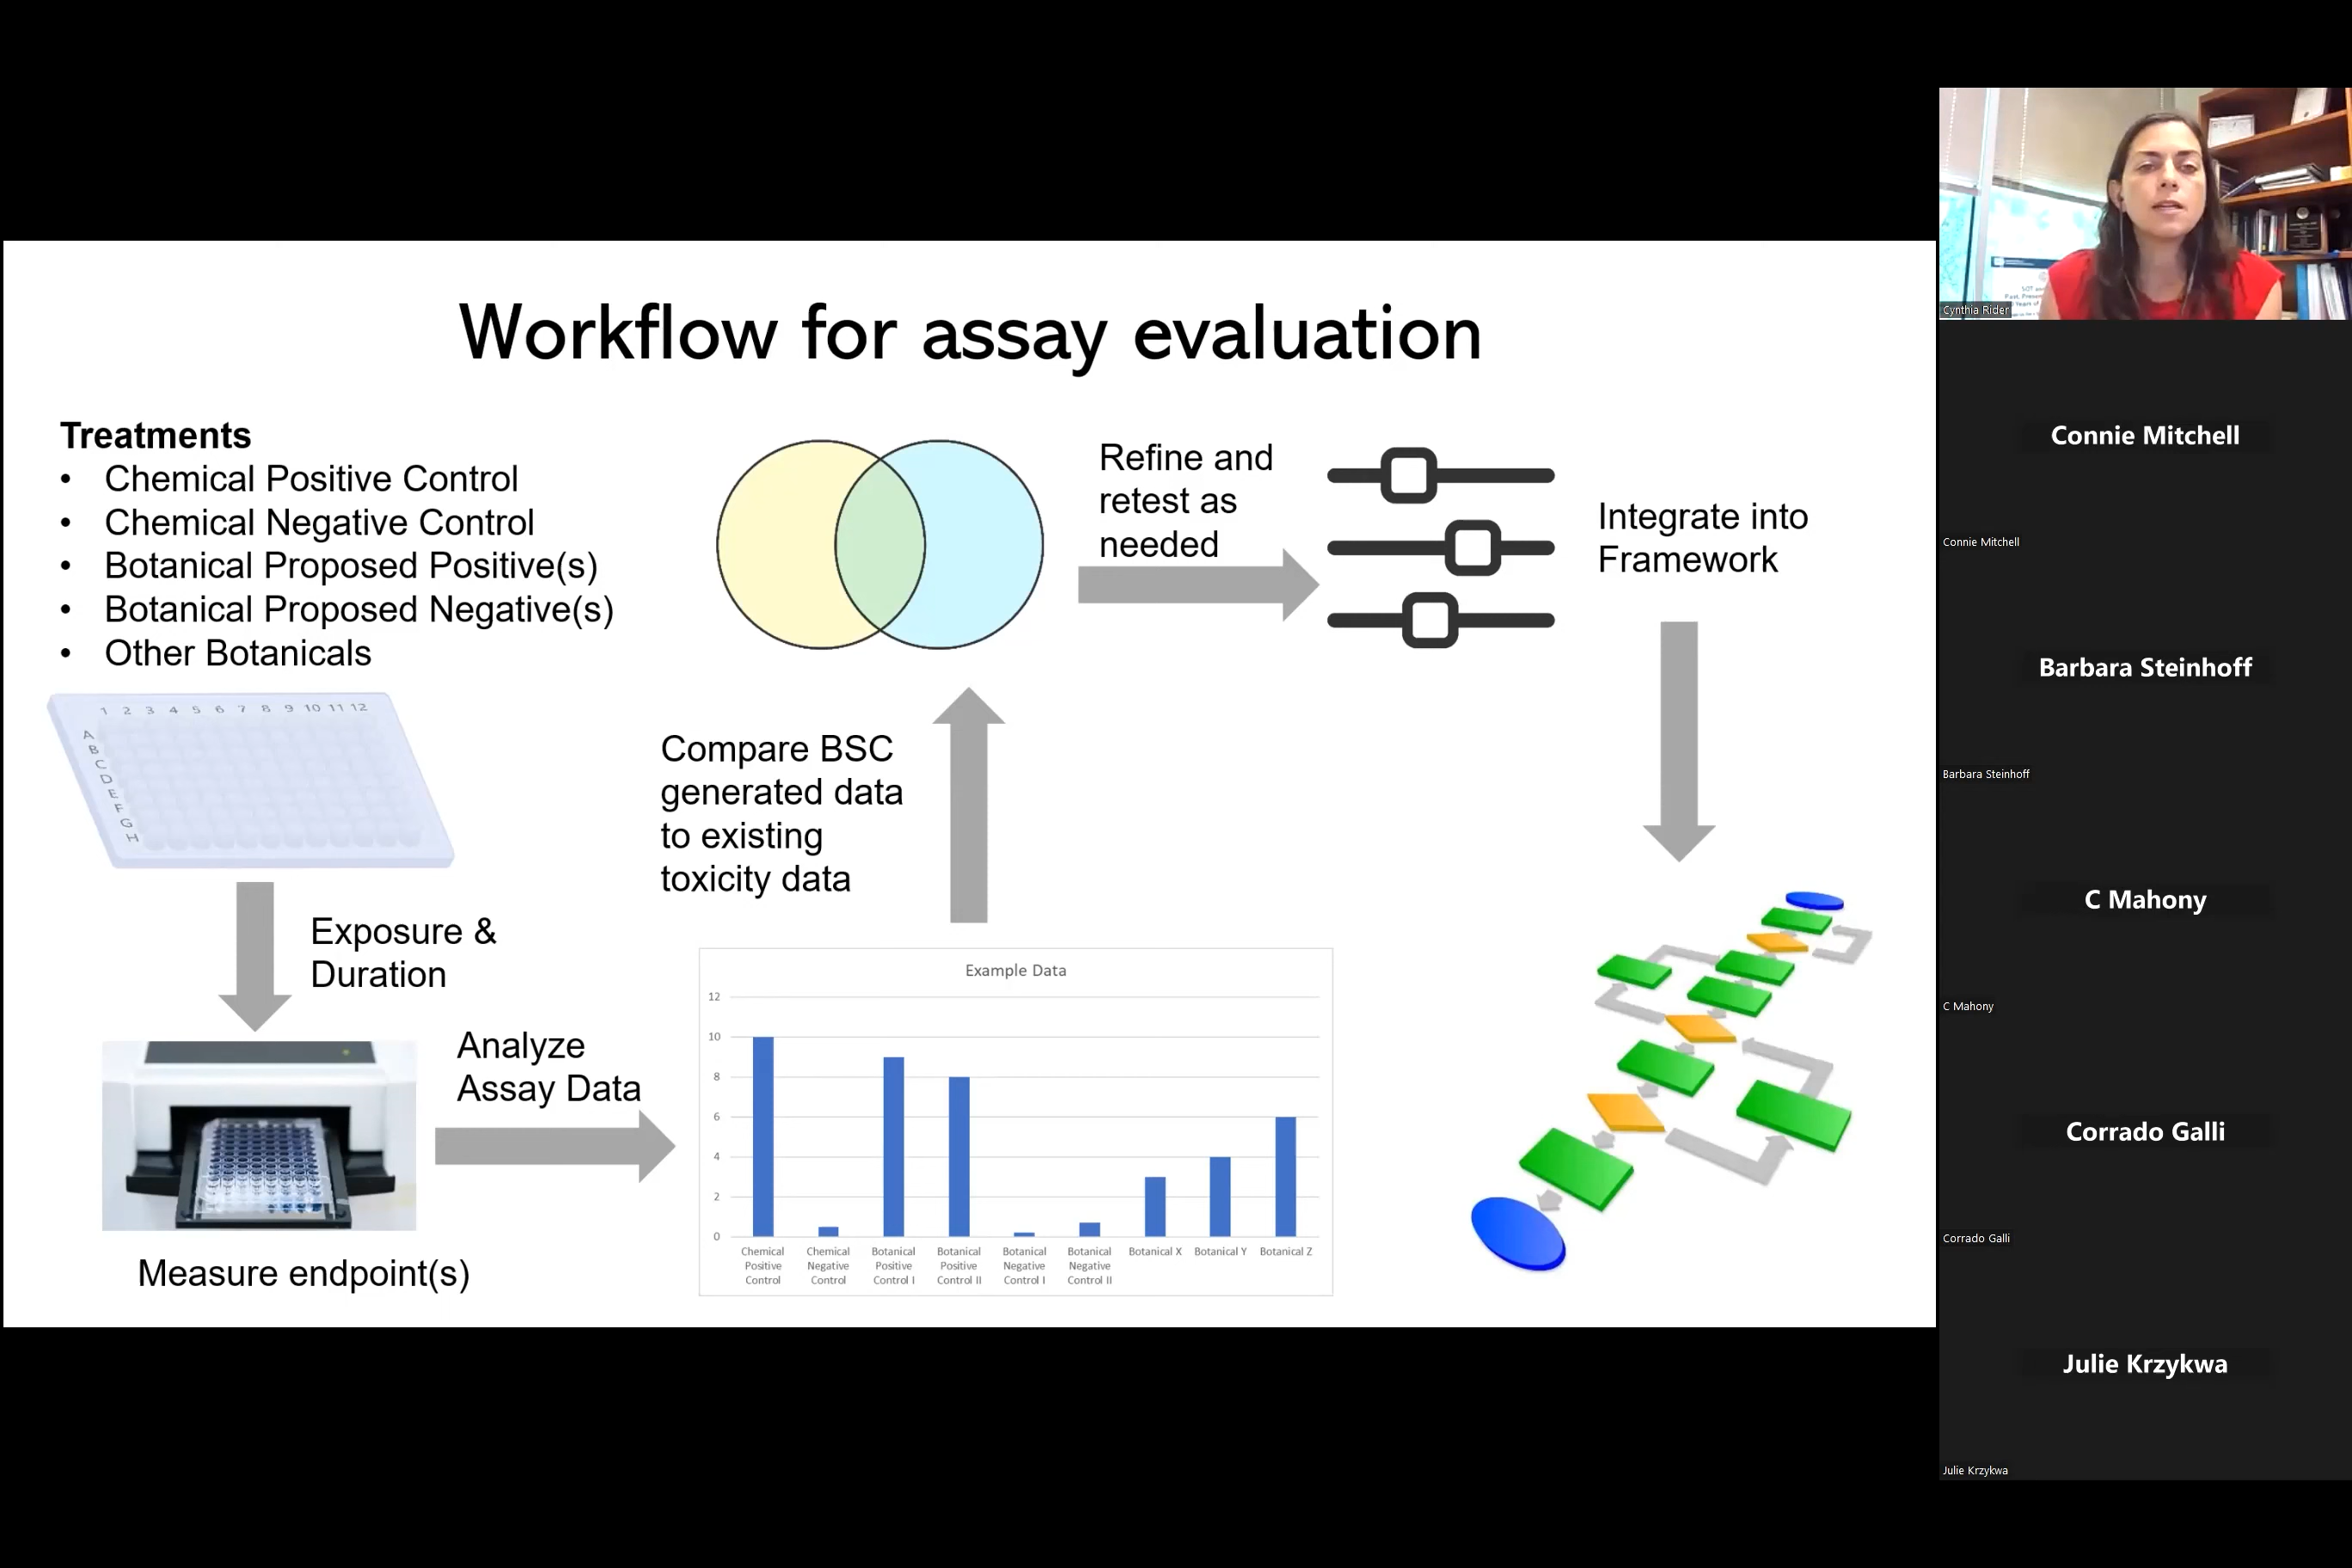 Workflow for assay evaluation
Treatments
• Chemical Positive Control
• Chemical Negative Control
• Botanical Proposed Positive(s)
• Botanical Proposed Negative(s)
• Other Botanicals
1 2 3 4 5 6 7 8 9 10 11 12
A
B
C
D
E
F
G
H
Exposure &
Duration
Measure endpoint(s)
Analyze
Assay Data
Example Data
12
10
8
6
4
2
0
Chemical
Positive
Control
Chemical
Negative
Control
Botanical
Positive
Control I
Botanical
Positive
Control II
Botanical
Negative
Control I
Botanical
Negative
Control II
Botanical X
Botanical Y
Botanical Z
Compare BSC
generated data
to existing
toxicity data
Refine and
retest as
needed
Integrate into
Framework
Cynthia Rider
Connie Mitchell
Connie Mitchell
Barbara Steinhoff
Barbara Steinhoff
C Mahony
C Mahony
Corrado Galli
Corrado Galli
Julie Krzykwa
Julie Krzykwa